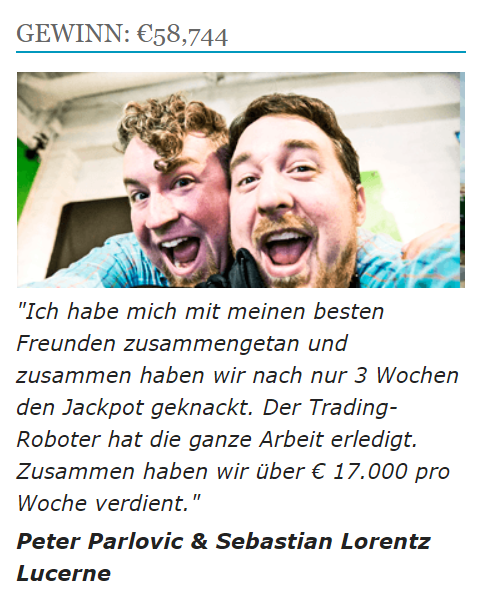 GEWINN: €58,744
"Ich habe mich mit meinen besten
Freunden zusammengetan und
zusammen haben wir nach nur 3 Wochen
den Jackpot geknackt. Der Trading-
Roboter hat die ganze Arbeit erledigt.
Zusammen haben wir über € 17.000 pro
Woche verdient."
Peter Parlovic & Sebastian Lorentz
Lucerne